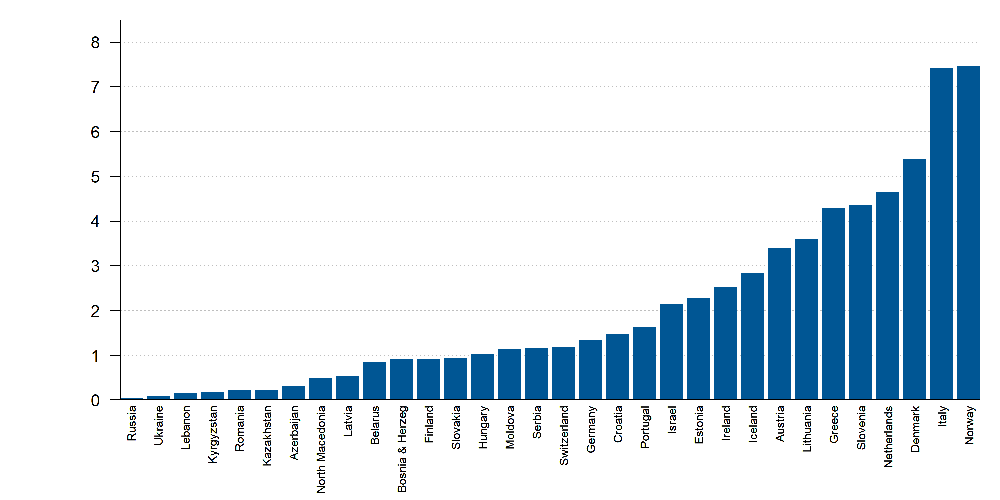 8
7
6
5
4
3
2
1
0
Russia
Ukraine
Lebanon
Kyrgyzstan
Romania
Kazakhstan
Azerbaijan
North Macedonia
Latvia
Belarus
Bosnia & Herzeg
Finland
Slovakia
Hungary
Moldova
Serbia
Switzerland
Germany
Croatia
Portugal
Israel
Estonia
Ireland
Iceland
Austria
Lithuania
Greece
Slovenia
Netherlands
Denmark
Italy
Norway